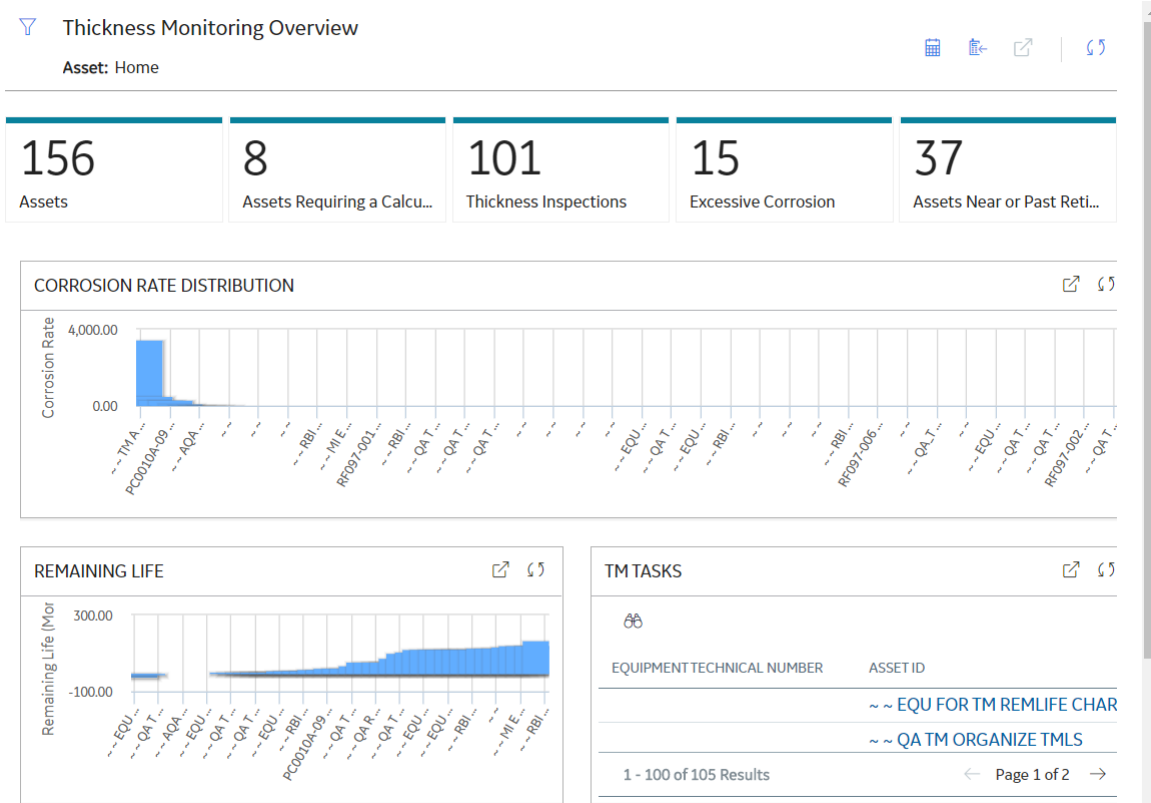 Thickness Monitoring Overview
Asset: Home
156
Assets
8
Assets Requiring a Calcu...
101
Thickness Inspections
15
Excessive Corrosion
37
Assets Near or Past Reti...
CORROSION RATE DISTRIBUTION
Corrosion Rate
4,000.00
0.00
~ ~ TM A...
PC0010A-09...
~ ~ AQA...
~ ~
~ ~
~ ~
~ ~ RBI...
~ ~ MI E...
RF097-001...
~ ~ RBI...
~ ~ QA T...
~ ~ QA T...
~ ~ QA T...
~ ~
~ ~
~ ~
~ ~
~ ~ EQU...
~ ~ QA T...
~ ~ EQU...
~ ~ RBI...
~ ~
~ ~
~ ~
~ ~ RBI...
RF097-006...
~ ~
~ ~ QA_T...
~ ~
~ ~ EQU...
~ ~ QA T...
~ ~ QA T...
RF097-002...
~ ~ QA T...
REMAINING LIFE
Remaining Life (Mor
300.00
-100.00
~ ~ EQU...
~ ~ QA T...
~ ~ AQA...
~ ~ EQU...
~ ~ QA T...
~ ~ QA T...
~ ~ EQU...
~ ~ RBI...
PC0010A-09...
~ ~ QA T...
~ ~ QA R...
~ ~ QA T...
~ ~ EQU...
~ ~ EQU...
~ ~ RBI...
~ ~
~ ~ MI E...
~ ~ RBI...
TM TASKS
EQUIPMENT TECHNICAL NUMBER ASSET ID
~ ~ EQU FOR TM REMLIFE CHAR
~ ~ QA TM ORGANIZE TMLS
1 - 100 of 105 Results
Page 1 of 2